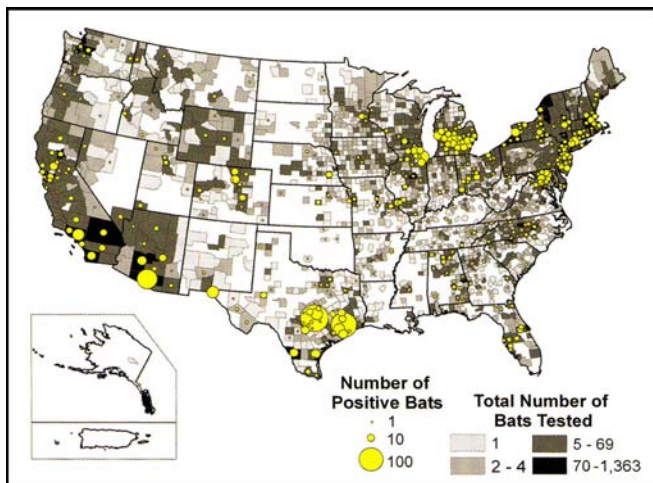 Number of
Positive Bats
1
10
100
Total Number of
Bats Tested
1
2 - 4
5 - 69
70 -1,363